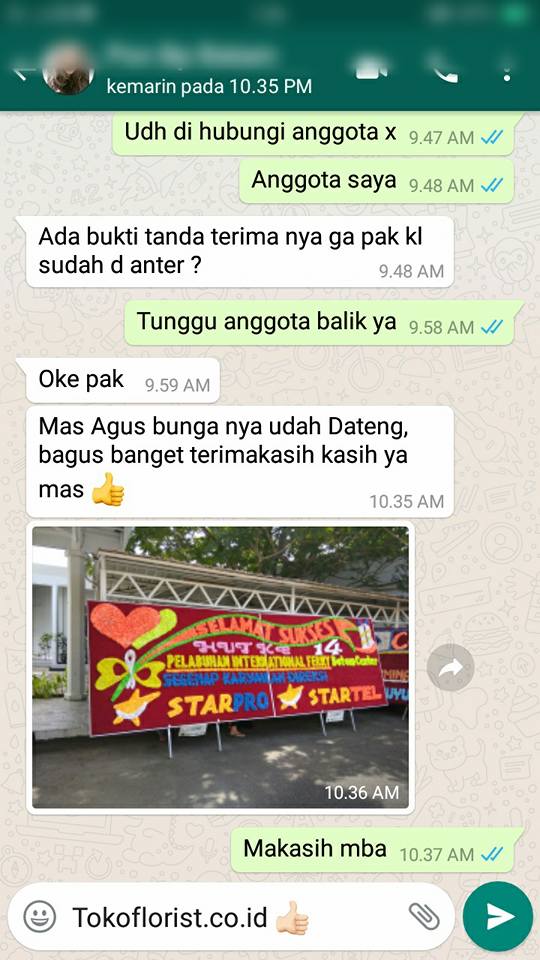 kemarin pada 10.35 PM
Udh di hubungi anggota x 9.47 AM
Anggota saya 9.48 AM
Ada bukti tanda terima nya ga pak kl
sudah d anter ?
9.48 AM
Tunggu anggota balik ya 9.58 AM
Oke pak 9.59 AM
Mas Agus bunga nya udah Dateng,
bagus banget terimakasih kasih ya
mas 👍
10.35 AM
SELAMAT SUKSES
HUT KE 14
PELABUHAN INTERNATIONAL FERRY Batam Center
SEGENAP KARYAWAN DIREKSI
STARPRO STARTEL
10.36 AM
Makasih mba 10.37 AM
Tokoflorist.co.id 👍🏻